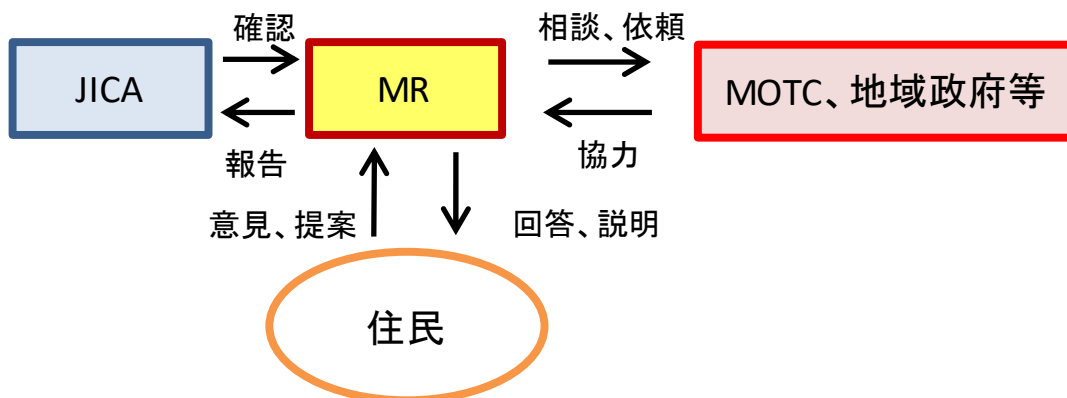 確認
相談、依頼
JICA
MR
MOTC、地域政府等
報告
協力
意見、提案
回答、説明
住民